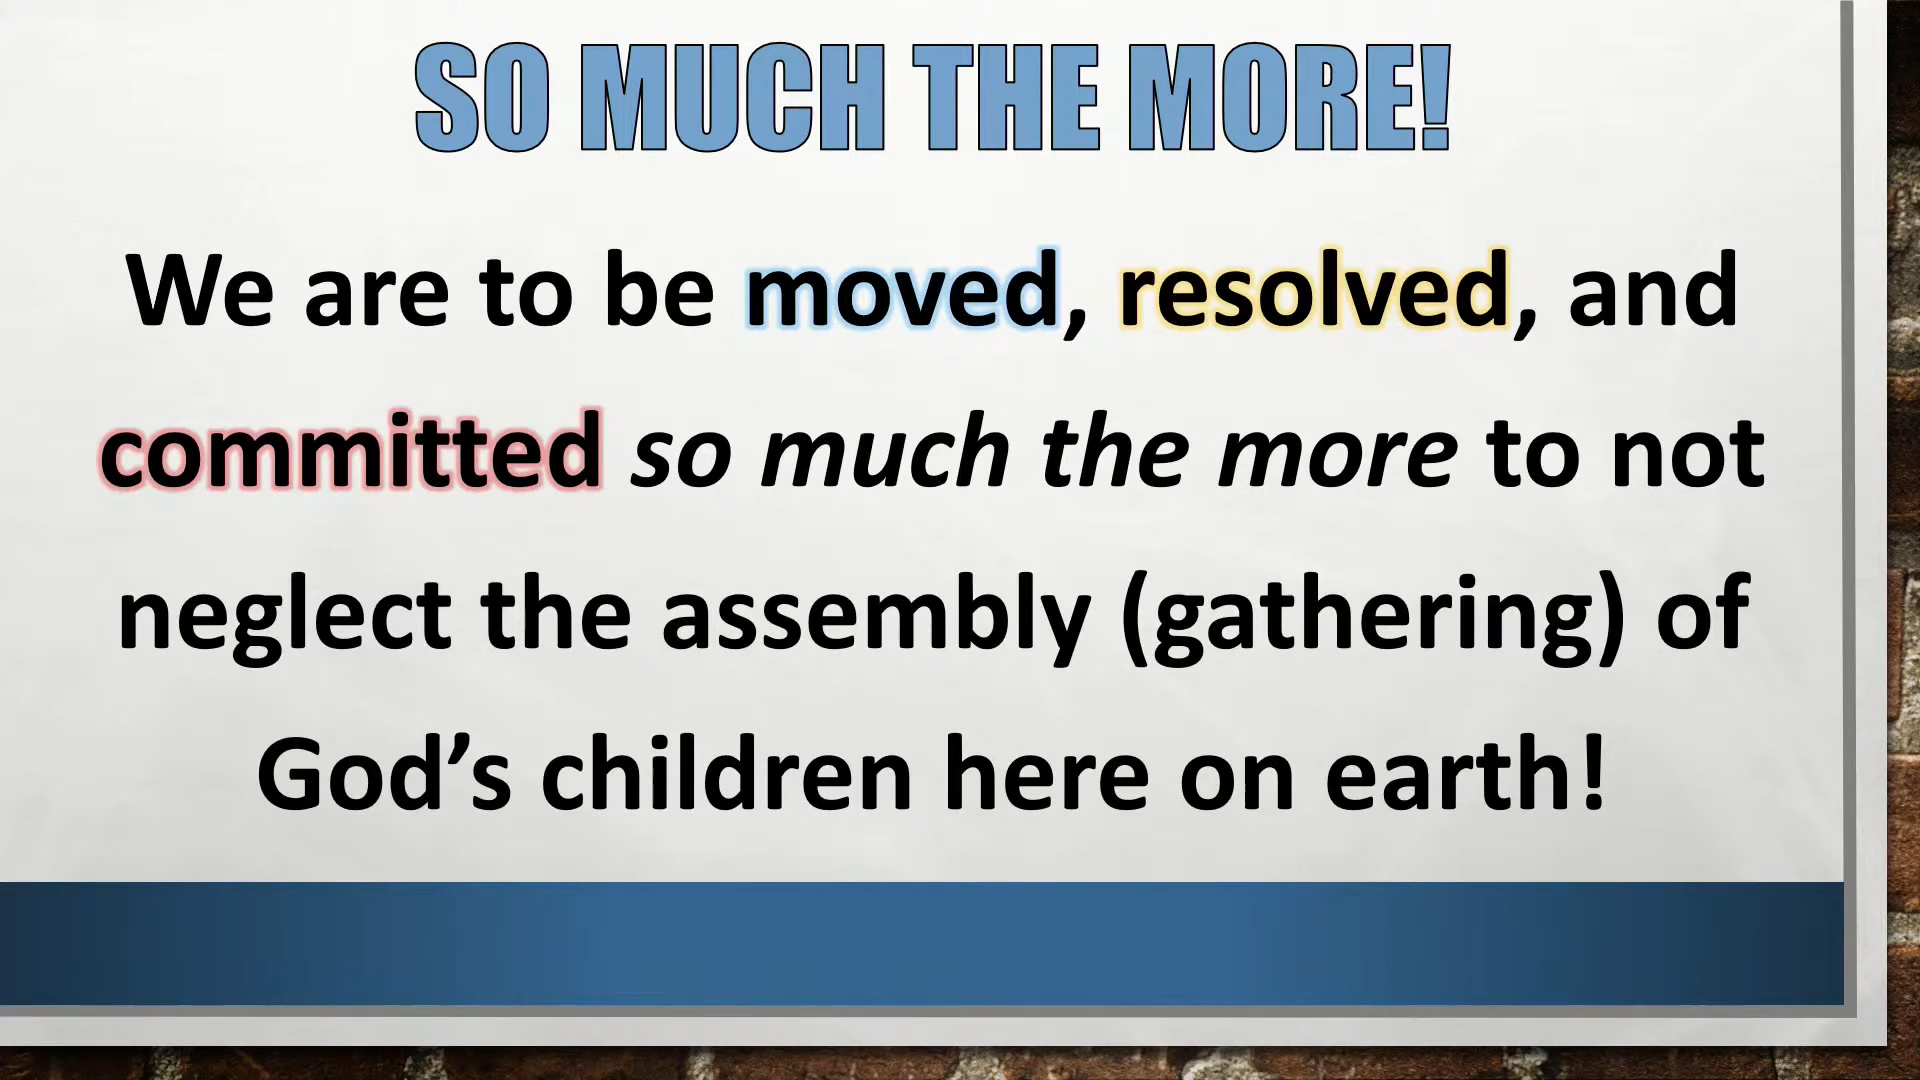 SO MUCH THE MORE!
We are to be moved, resolved, and
committed so much the more to not
neglect the assembly (gathering) of
God’s children here on earth!